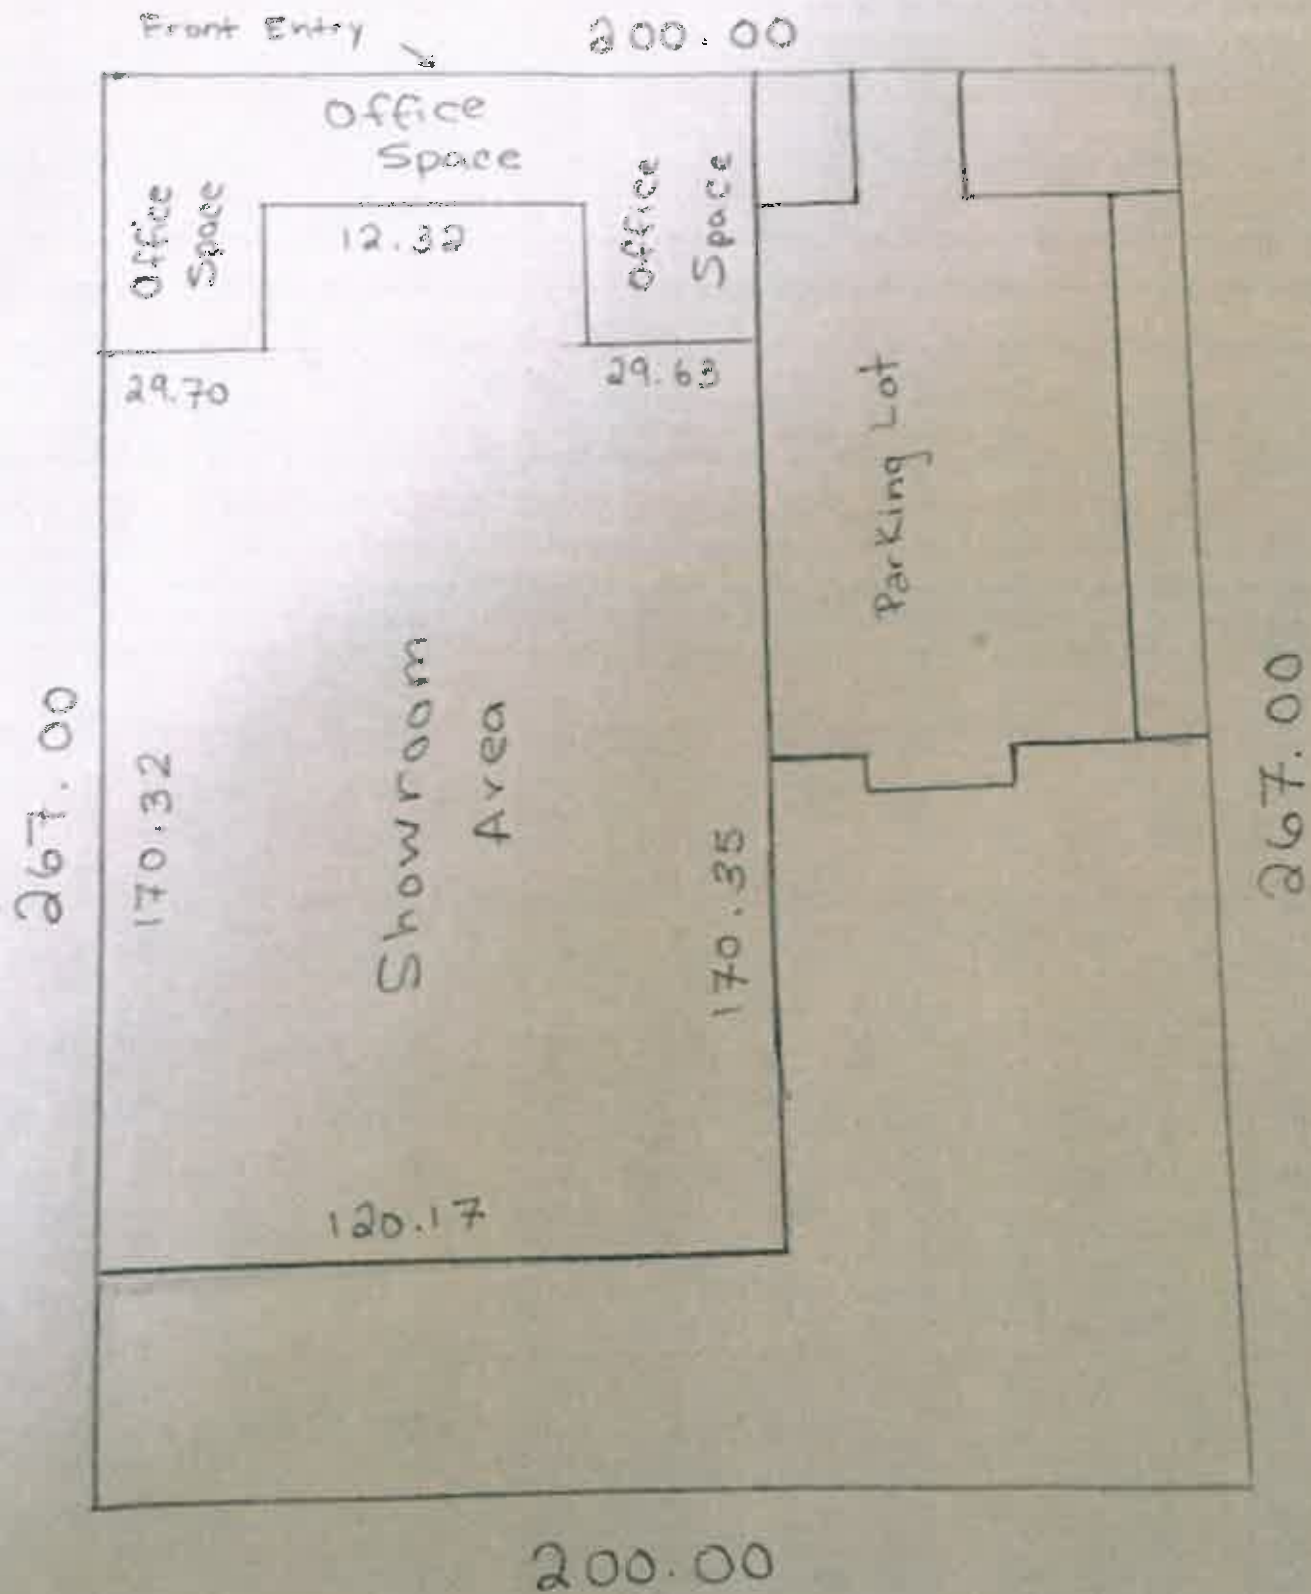 Front Entry
200.00
Office
Space
Office
Space
Office
Space
12.32
29.70
29.63
Parking Lot
Showroom
Area
267.00
170.32
170.35
267.00
120.17
200.00